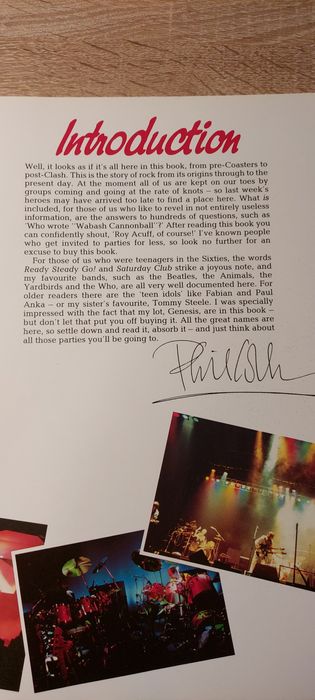 Introduction
Well, it looks as if it's all here in this book, from pre-Coasters to
post-Clash. This is the story of rock from its origins through to the
present day. At the moment all of us are kept on our toes by
groups coming and going at the rate of knots – so last week's
heroes may have arrived too late to find a place here. What is
included, for those of us who like to revel in not entirely useless
information, are the answers to hundreds of questions, such as
'Who wrote "Wabash Cannonball"?' After reading this book you
can confidently shout, 'Roy Acuff, of course!' I've known people
who get invited to parties for less, so look no further for an
excuse to buy this book.
For those of us who were teenagers in the Sixties, the words
Ready Steady Go! and Saturday Club strike a joyous note, and
my favourite bands, such as the Beatles, the Animals, the
Yardbirds and the Who, are all very well documented here. For
older readers there are the 'teen idols' like Fabian and Paul
Anka – or my sister's favourite, Tommy Steele. I was specially
impressed with the fact that my lot, Genesis, are in this book –
but don't let that put you off buying it. All the great names
are here, so settle down and read it, absorb it – and just think about
all those parties you'll be going to.
Phil Collins